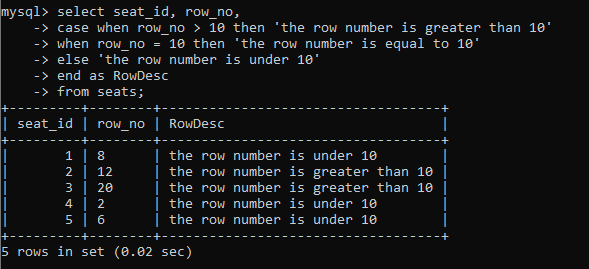 mysql> select seat_id, row_no,
    -> case when row_no > 10 then 'the row number is greater than 10'
    -> when row_no = 10 then 'the row number is equal to 10'
    -> else 'the row number is under 10'
    -> end as RowDesc
    -> from seats;
+---------+--------+-----------------------------------+
| seat_id | row_no | RowDesc                           |
+---------+--------+-----------------------------------+
|       1 | 8      | the row number is under 10        |
|       2 | 12     | the row number is greater than 10 |
|       3 | 20     | the row number is greater than 10 |
|       4 | 2      | the row number is under 10        |
|       5 | 6      | the row number is under 10        |
+---------+--------+-----------------------------------+
5 rows in set (0.02 sec)